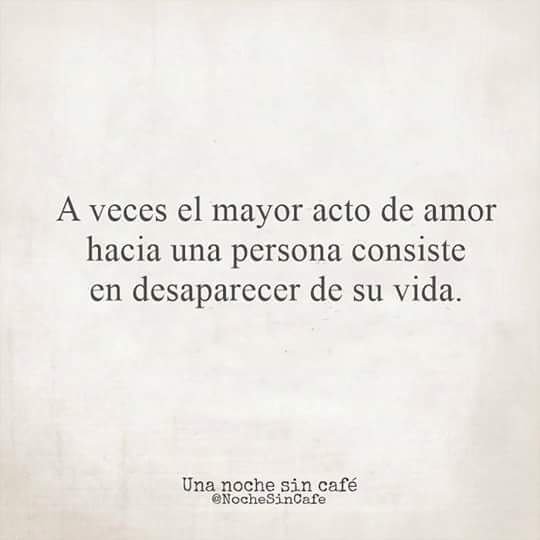 A veces el mayor acto de amor
hacia una persona consiste
en desaparecer de su vida.
Una noche sin café
@NocheSinCafe